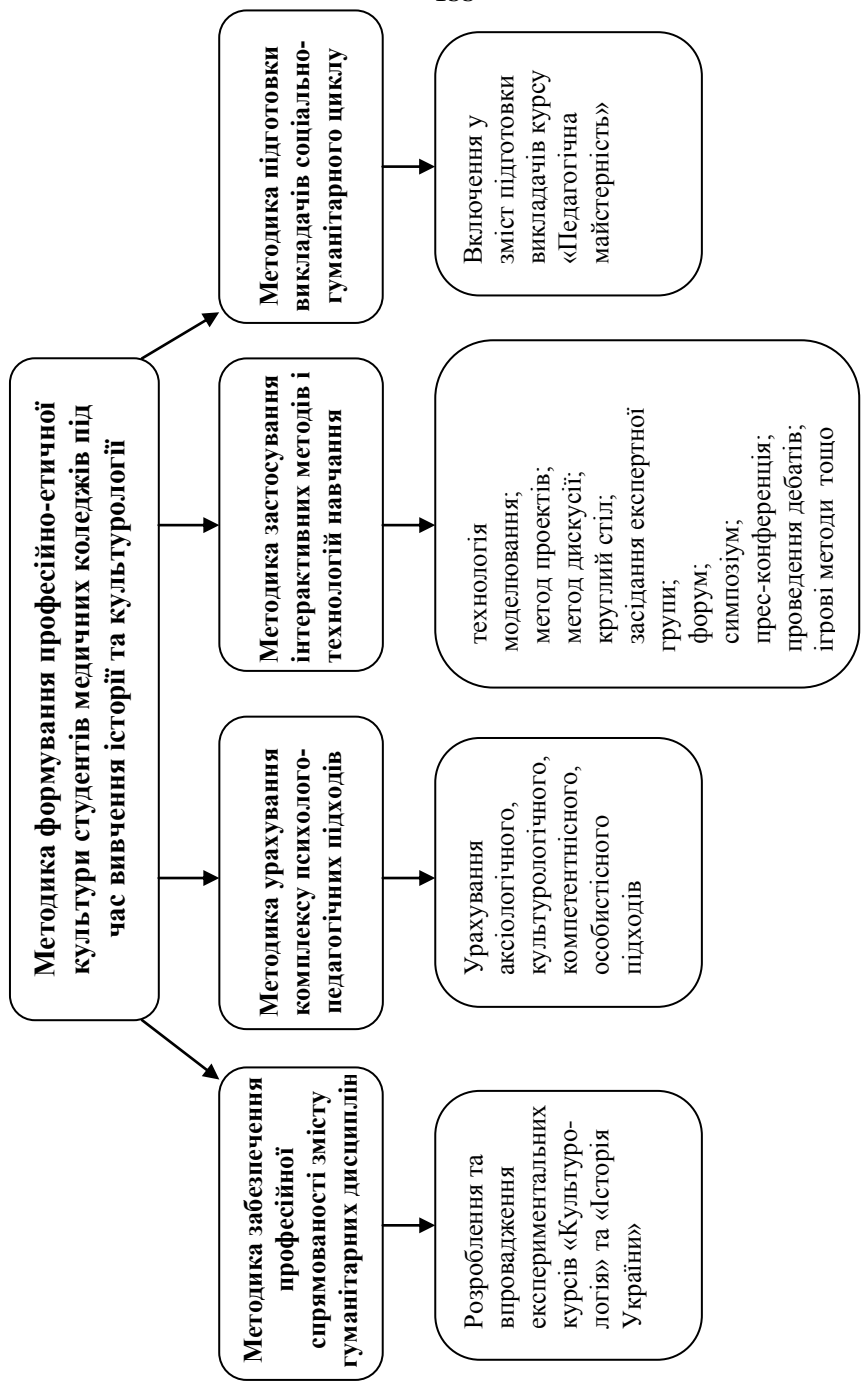 Методика формування професійно-етичної
культури студентів медичних коледжів під
час вивчення історії та культурології
Методика забезпечення
професійної
спрямованості змісту
гуманітарних дисциплін
Методика урахування
комплексу психолого-
педагогічних підходів
Методика застосування
інтерактивних методів і
технологій навчання
Методика підготовки
викладачів соціально-
гуманітарного циклу
Розроблення та
впровадження
експериментальних
курсів «Культуро-
логія» та «Історія
України»
Урахування
аксіологічного,
культурологічного,
компетентнісного,
особистісного
підходів
технологія
моделювання;
метод проектів;
метод дискусії;
круглий стіл;
засідання експертної
групи;
форум;
симпозіум;
прес-конференція;
проведення дебатів;
ігрові методи тощо
Включення у
зміст підготовки
викладачів курсу
«Педагогічна
майстерність»